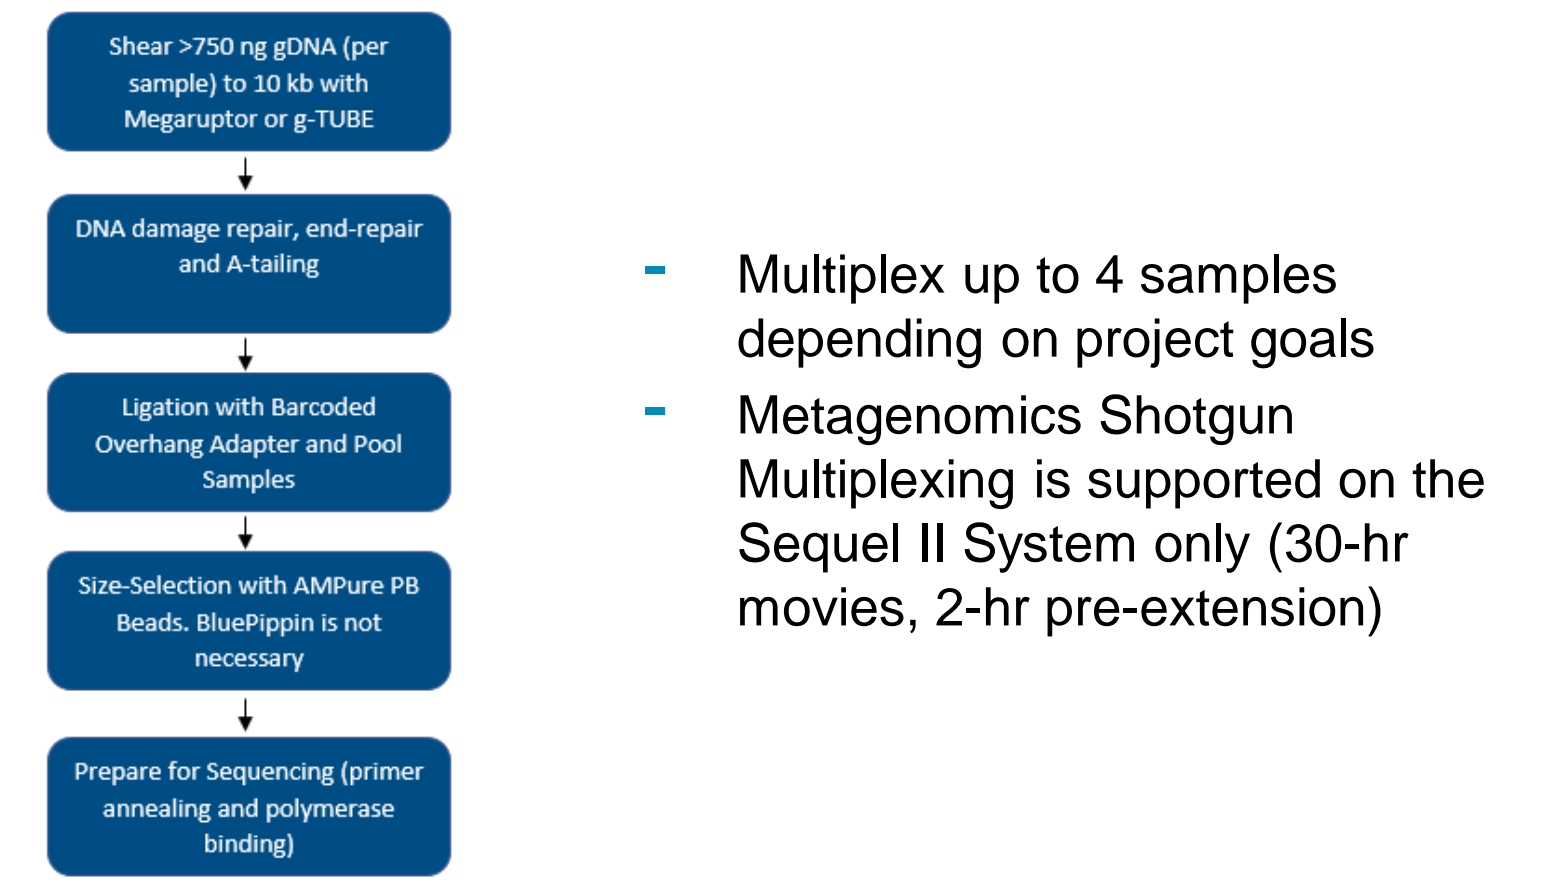 Shear >750 ng gDNA (per
sample) to 10 kb with
Megaruptor or g-TUBE
DNA damage repair, end-repair
and A-tailing
Ligation with Barcoded
Overhang Adapter and Pool
Samples
Size-Selection with AMPure PB
Beads. BluePippin is not
necessary
Prepare for Sequencing (primer
annealing and polymerase
binding)
- Multiplex up to 4 samples
depending on project goals
- Metagenomics Shotgun
Multiplexing is supported on the
Sequel II System only (30-hr
movies, 2-hr pre-extension)